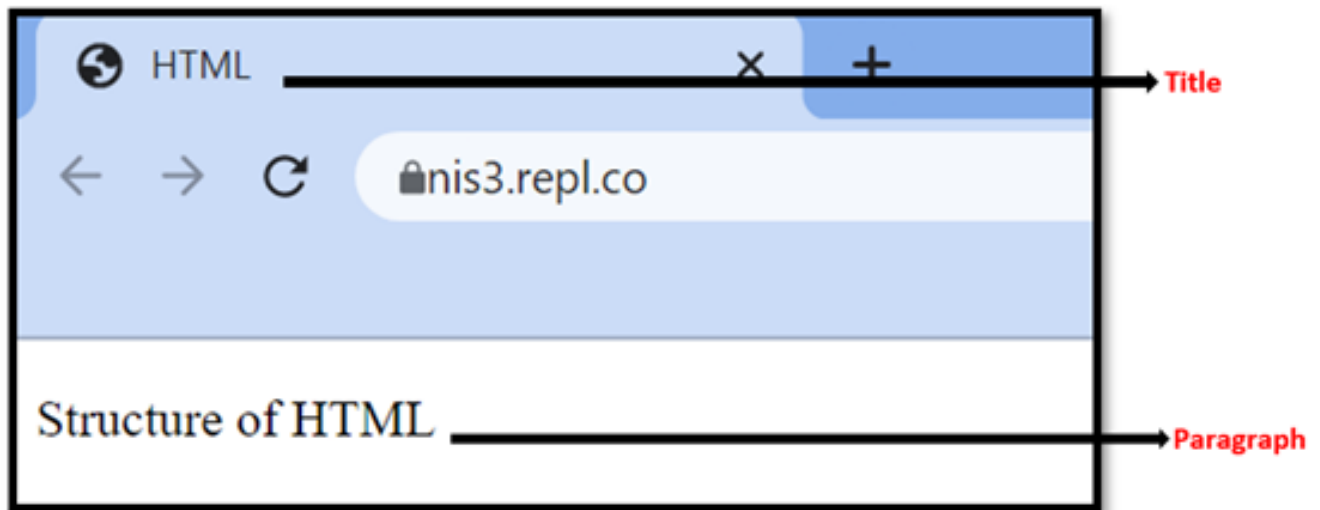 HTML
Title
nis3.repl.co
Structure of HTML
Paragraph